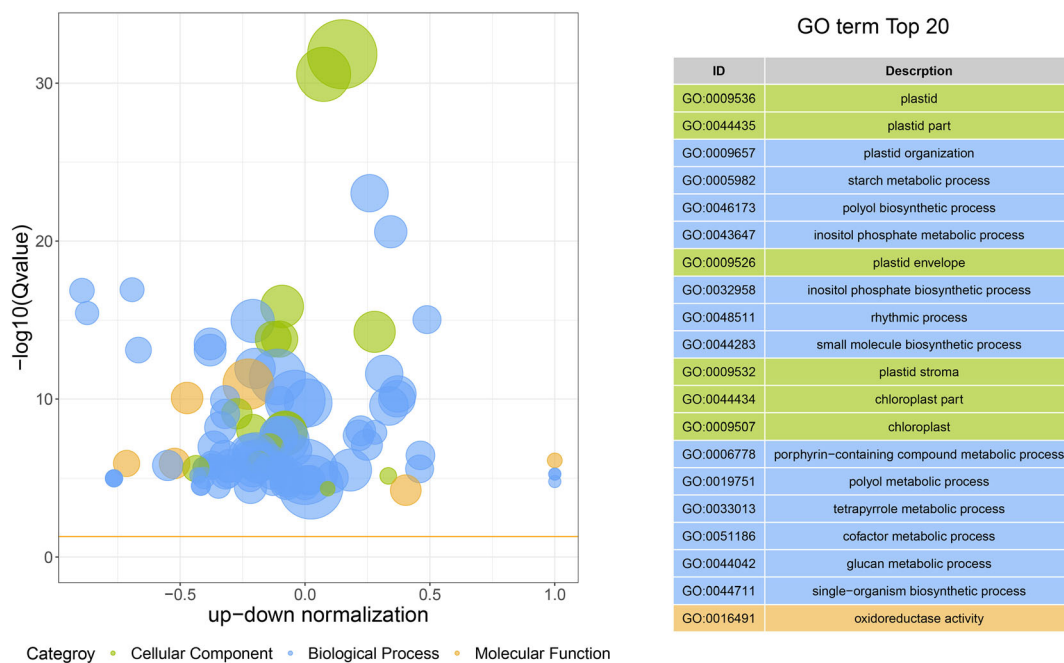 30
20
10
0
−log10(Qvalue)
−0.5 0.0 0.5 1.0
up−down normalization
Categroy Cellular Component Biological Process Molecular Function
GO term Top 20
ID Descrption
GO:0009536 plastid
GO:0044435 plastid part
GO:0009657 plastid organization
GO:0005982 starch metabolic process
GO:0046173 polyol biosynthetic process
GO:0043647 inositol phosphate metabolic process
GO:0009526 plastid envelope
GO:0032958 inositol phosphate biosynthetic process
GO:0048511 rhythmic process
GO:0044283 small molecule biosynthetic process
GO:0009532 plastid stroma
GO:0044434 chloroplast part
GO:0009507 chloroplast
GO:0006778 porphyrin−containing compound metabolic process
GO:0019751 polyol metabolic process
GO:0033013 tetrapyrrole metabolic process
GO:0051186 cofactor metabolic process
GO:0044042 glucan metabolic process
GO:0044711 single−organism biosynthetic process
GO:0016491 oxidoreductase activity